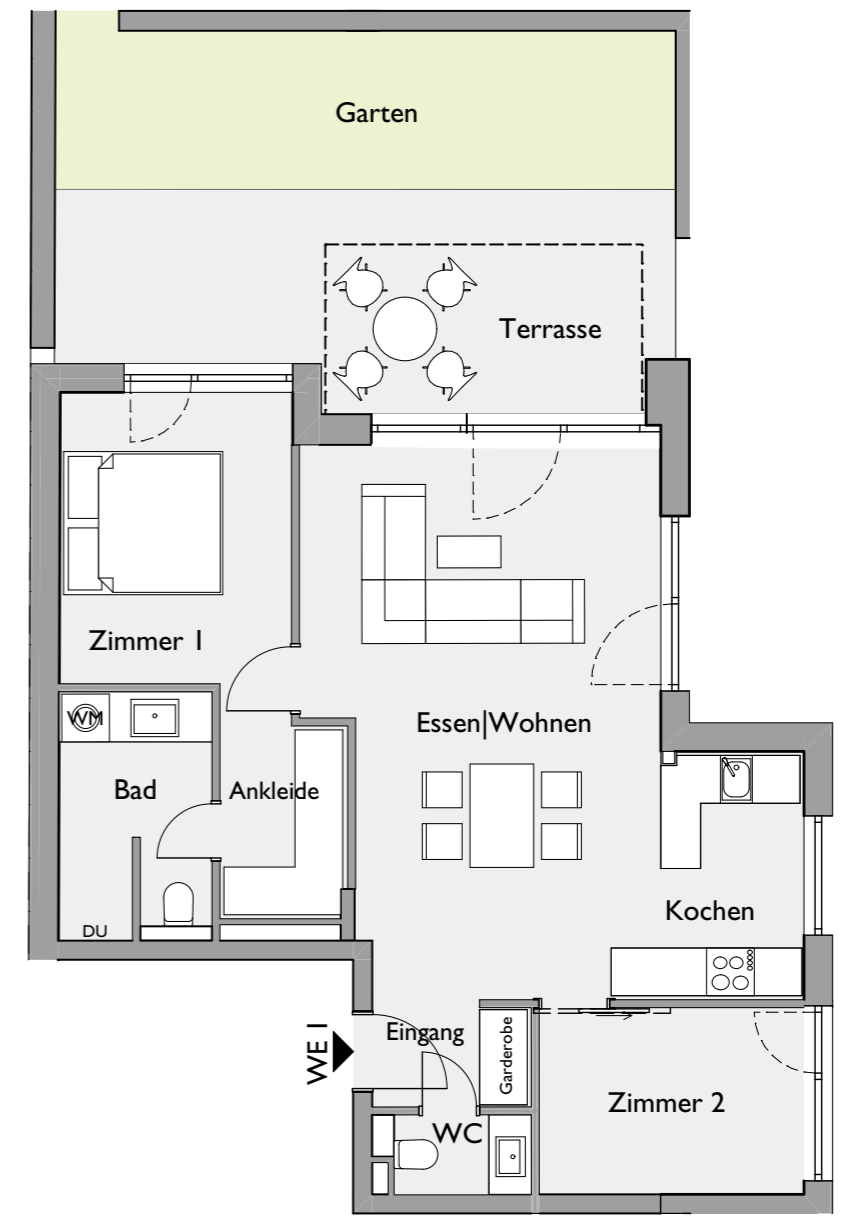 Garten
Terrasse
Zimmer 1
Essen|Wohnen
WM
Bad
Ankleide
DU
Kochen
WE 1
Eingang
Garderobe
WC
Zimmer 2